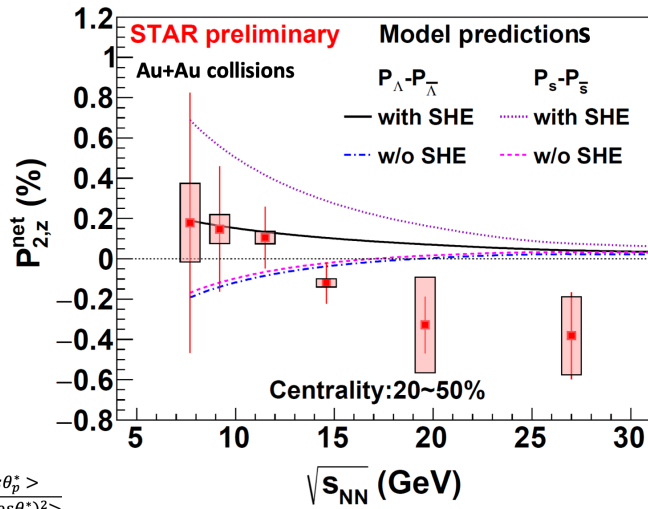 STAR preliminary Model predictions
Au+Au collisions
P_Λ-P_Λ̅ P_s-P_s̅
with SHE with SHE
w/o SHE w/o SHE
P^net_2,z (%)
1.2
1
0.8
0.6
0.4
0.2
0
−0.2
−0.4
−0.6
−0.8
Centrality:20~50%
5 10 15 20 25 30
√s_NN (GeV)
θ*_p >
θ*)²>